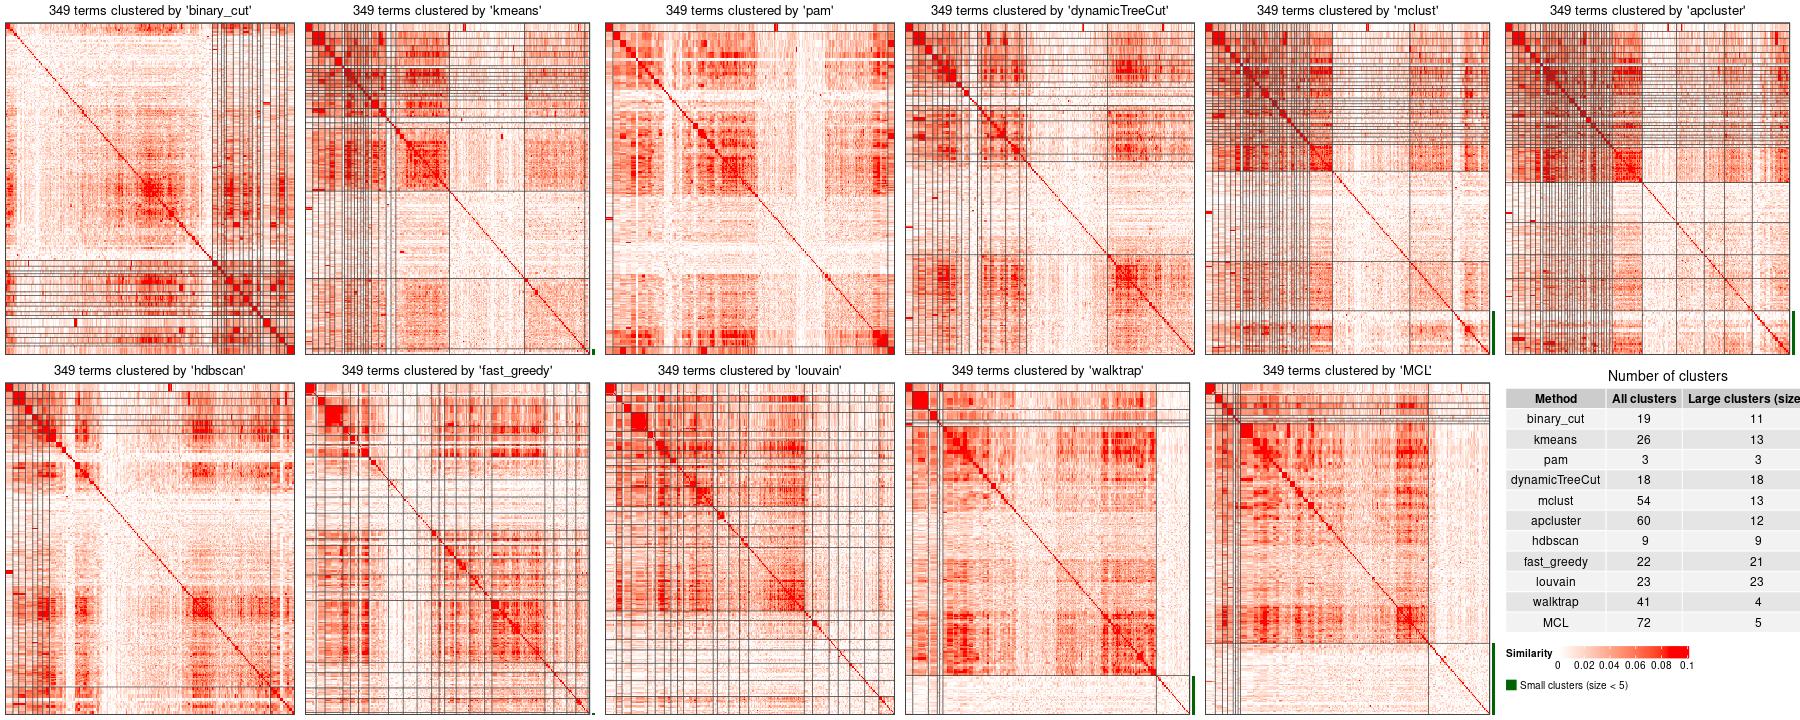 349 terms clustered by 'binary_cut'
349 terms clustered by 'kmeans'
349 terms clustered by 'pam'
349 terms clustered by 'dynamicTreeCut'
349 terms clustered by 'mclust'
349 terms clustered by 'apcluster'
349 terms clustered by 'hdbscan'
349 terms clustered by 'fast_greedy'
349 terms clustered by 'louvain'
349 terms clustered by 'walktrap'
349 terms clustered by 'MCL'
Number of clusters
Method All clusters Large clusters (size
binary_cut 19 11
kmeans 26 13
pam 3 3
dynamicTreeCut 18 18
mclust 54 13
apcluster 60 12
hdbscan 9 9
fast_greedy 22 21
louvain 23 23
walktrap 41 4
MCL 72 5
Similarity
0 0.02 0.04 0.06 0.08 0.1
Small clusters (size < 5)